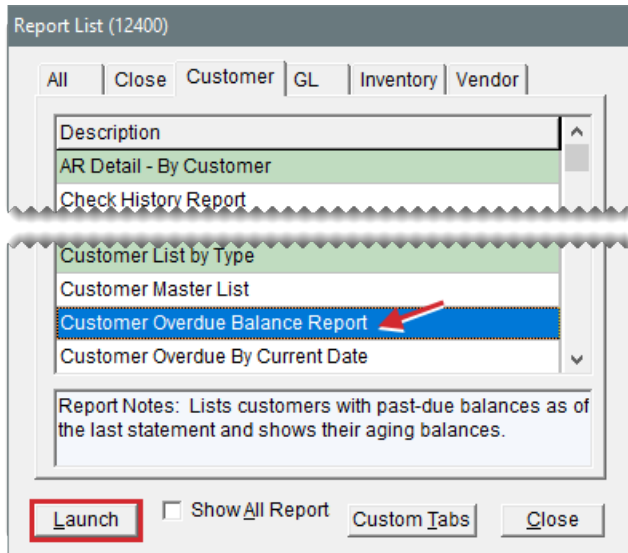 Report List (12400)
All Close Customer GL Inventory Vendor
Description
AR Detail - By Customer
Check History Report
Customer List by Type
Customer Master List
Customer Overdue Balance Report
Customer Overdue By Current Date
Report Notes: Lists customers with past-due balances as of
the last statement and shows their aging balances.
Launch Show All Report Custom Tabs Close